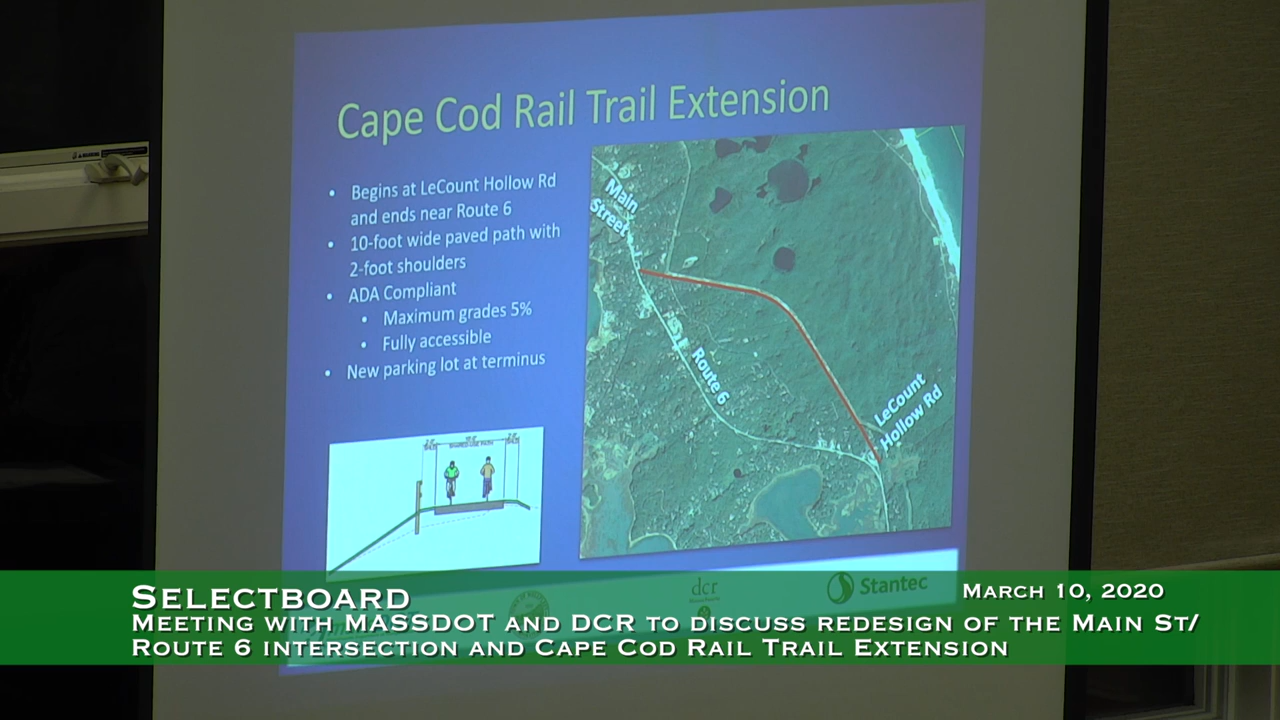 Cape Cod Rail Trail Extension
• Begins at LeCount Hollow Rd
and ends near Route 6
• 10-foot wide paved path with
2-foot shoulders
• ADA Compliant
• Maximum grades 5%
• Fully accessible
• New parking lot at terminus
Main
Street
Route 6
LeCount
Hollow Rd
SHARED USE PATH
dcr
Stantec
Selectboard
March 10, 2020
Meeting with MASSDOT and DCR to discuss redesign of the Main St/
Route 6 intersection and Cape Cod Rail Trail Extension